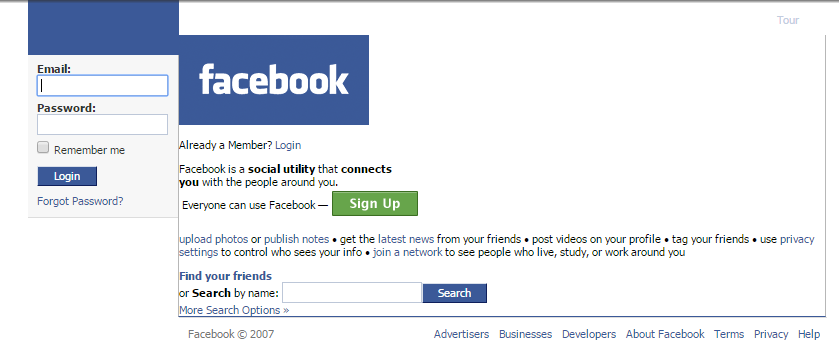 Tour
Email:
Password:
Remember me
Login
Forgot Password?
facebook
Already a Member? Login
Facebook is a social utility that connects
you with the people around you.
Everyone can use Facebook — Sign Up
upload photos or publish notes • get the latest news from your friends • post videos on your profile • tag your friends • use privacy
settings to control who sees your info • join a network to see people who live, study, or work around you
Find your friends
or Search by name: Search
More Search Options »
Facebook © 2007 Advertisers Businesses Developers About Facebook Terms Privacy Help